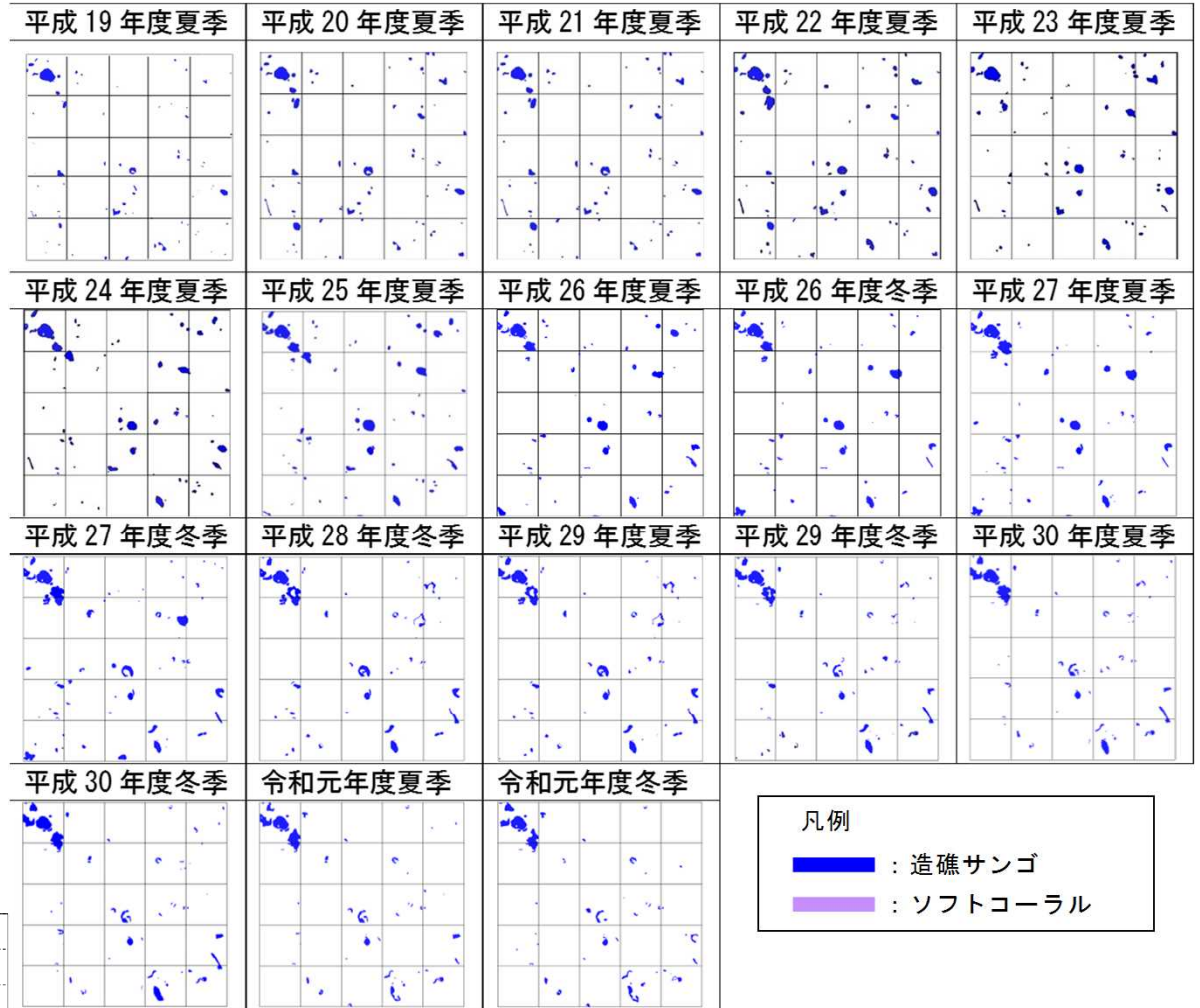 平成 19 年度夏季
平成 20 年度夏季
平成 21 年度夏季
平成 22 年度夏季
平成 23 年度夏季
平成 24 年度夏季
平成 25 年度夏季
平成 26 年度夏季
平成 26 年度冬季
平成 27 年度夏季
平成 27 年度冬季
平成 28 年度冬季
平成 29 年度夏季
平成 29 年度冬季
平成 30 年度夏季
平成 30 年度冬季
令和元年度夏季
令和元年度冬季
凡例
：造礁サンゴ
：ソフトコーラル